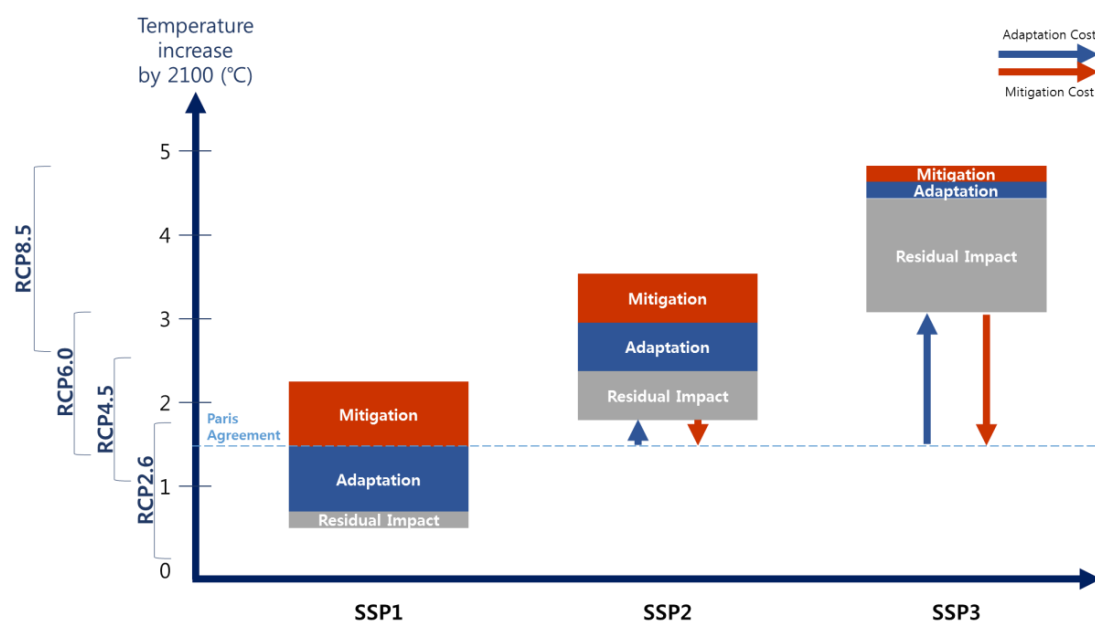 Temperature
increase
by 2100 (℃)
Adaptation Cost
Mitigation Cost
5
4
3
2
1
0
RCP8.5
RCP6.0
RCP4.5
RCP2.6
Paris
Agreement
Mitigation
Adaptation
Residual Impact
Mitigation
Adaptation
Residual Impact
Mitigation
Adaptation
Residual Impact
SSP1
SSP2
SSP3